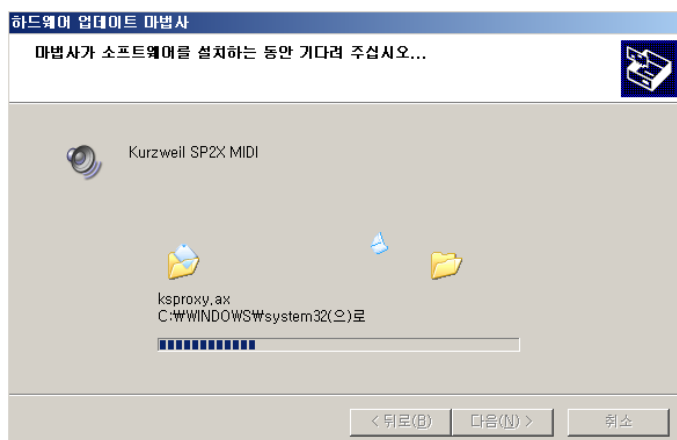 하드웨어 업데이트 마법사
마법사가 소프트웨어를 설치하는 동안 기다려 주십시오...
Kurzweil SP2X MIDI
ksproxy.ax
C:₩WINDOWS₩system32(으)로
< 뒤로(B)
다음(N) >
취소